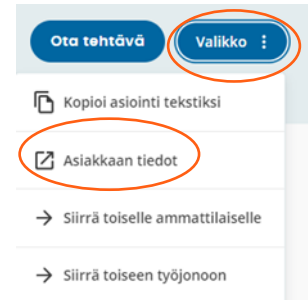 Ota tehtävä
Valikko
Kopioi asiointi tekstiksi
Asiakkaan tiedot
Siirrä toiselle ammattilaiselle
Siirrä toiseen työjonoon